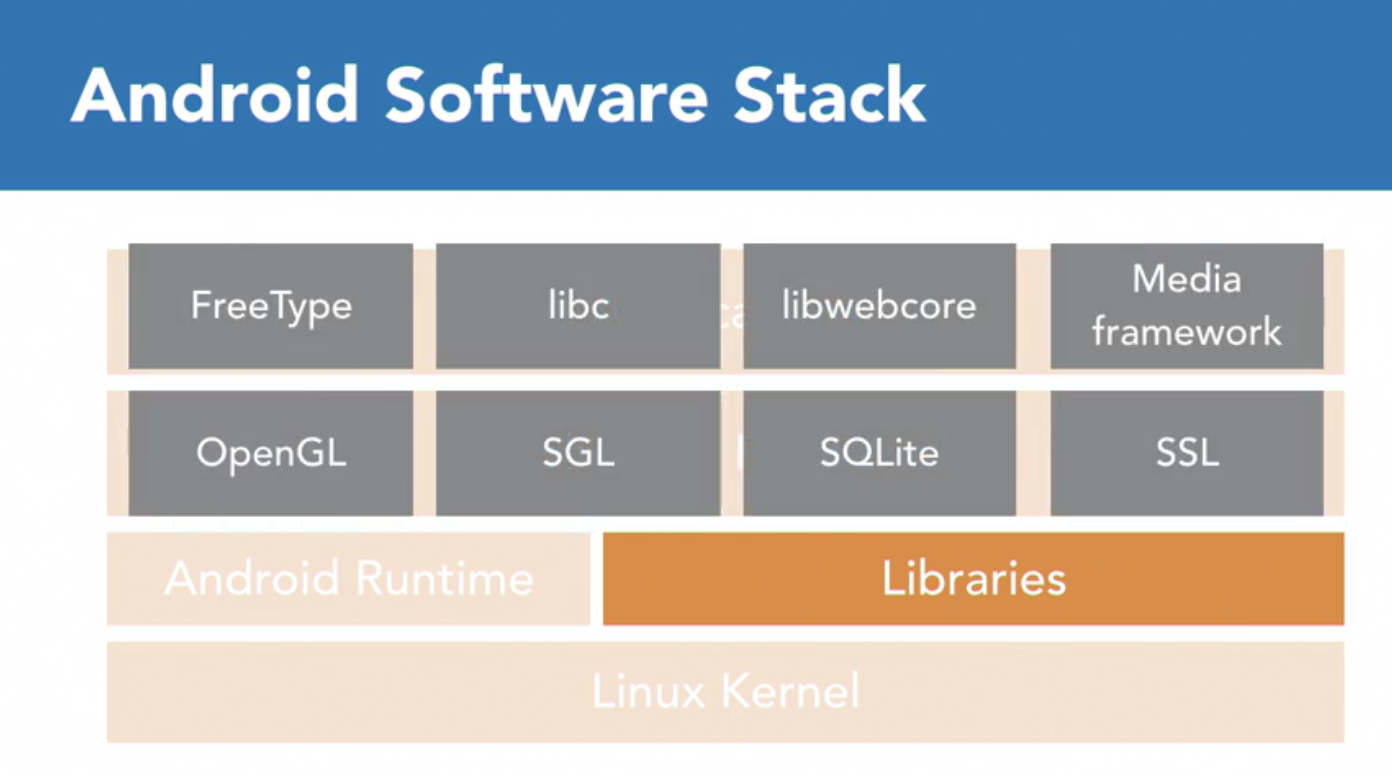 Android Software Stack
FreeType
libc
libwebcore
Media
framework
OpenGL
SGL
SQLite
SSL
Android Runtime
Libraries
Linux Kernel